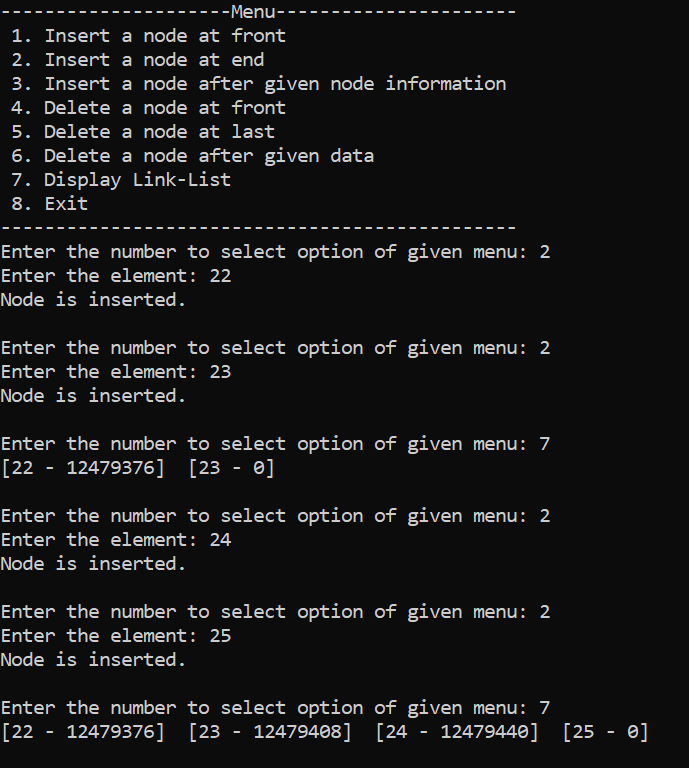 ---------------------Menu----------------------
 1. Insert a node at front
 2. Insert a node at end
 3. Insert a node after given node information
 4. Delete a node at front
 5. Delete a node at last
 6. Delete a node after given data
 7. Display Link-List
 8. Exit
-----------------------------------------------
Enter the number to select option of given menu: 2
Enter the element: 22
Node is inserted.

Enter the number to select option of given menu: 2
Enter the element: 23
Node is inserted.

Enter the number to select option of given menu: 7
[22 - 12479376]  [23 - 0]

Enter the number to select option of given menu: 2
Enter the element: 24
Node is inserted.

Enter the number to select option of given menu: 2
Enter the element: 25
Node is inserted.

Enter the number to select option of given menu: 7
[22 - 12479376]  [23 - 12479408]  [24 - 12479440]  [25 - 0]